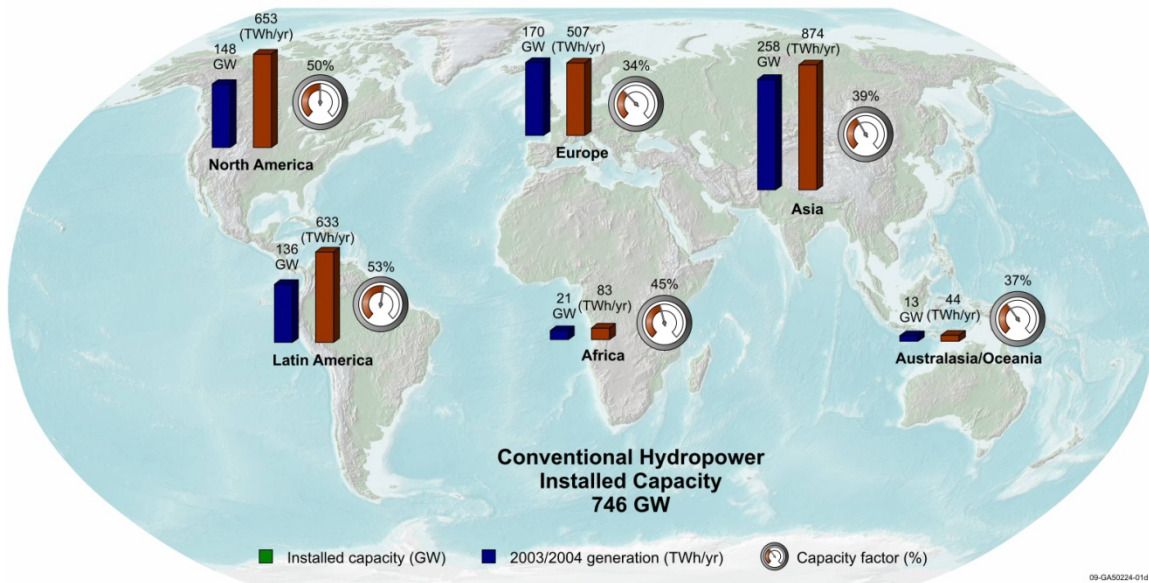 148
GW
653
(TWh/yr)
50%
North America
170
GW
507
(TWh/yr)
34%
Europe
258
GW
874
(TWh/yr)
39%
Asia
136
GW
633
(TWh/yr)
53%
Latin America
21
GW
83
(TWh/yr)
45%
Africa
13
GW
44
(TWh/yr)
37%
Australasia/Oceania
Conventional Hydropower
Installed Capacity
746 GW
Installed capacity (GW)
2003/2004 generation (TWh/yr)
Capacity factor (%)
09-GA50224-01d